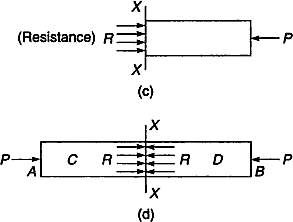 X
(Resistance) R P
X
(c)
X
P C R R D P
A B
X
(d)